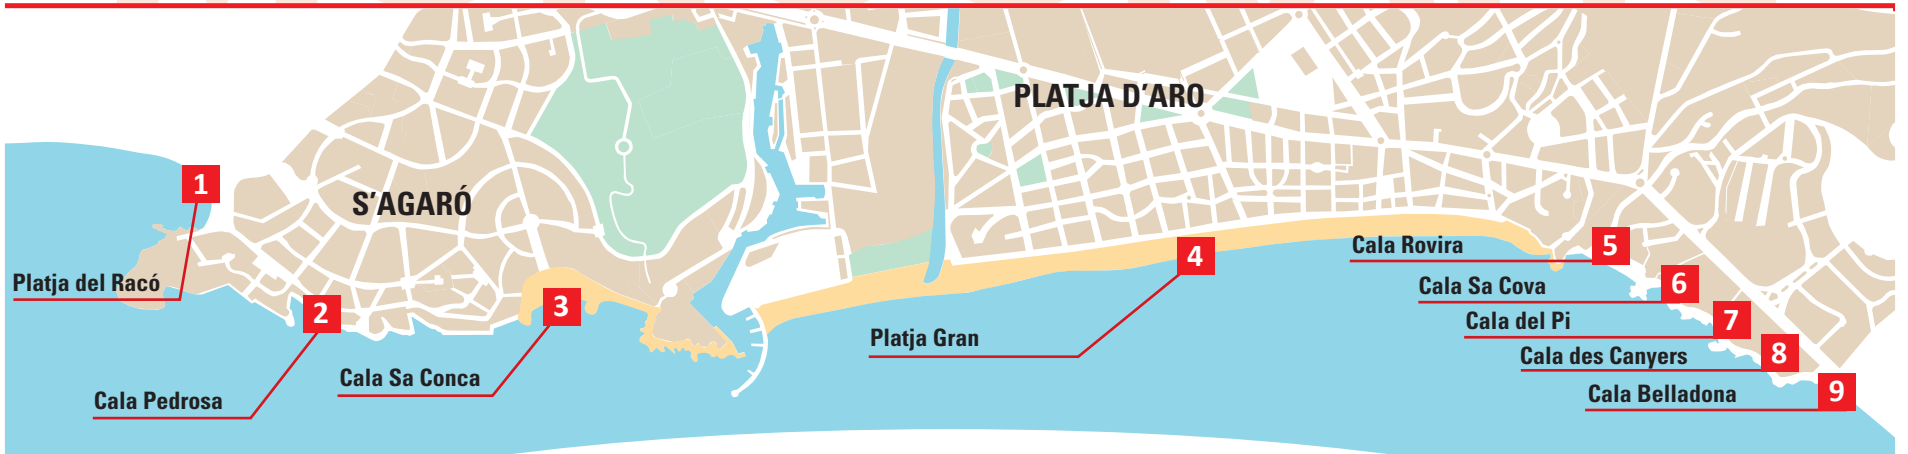 PLATJA D'ARO
S'AGARÓ
1
Platja del Racó
2
Cala Pedrosa
3
Cala Sa Conca
4
Platja Gran
5
Cala Rovira
6
Cala Sa Cova
7
Cala del Pi
8
Cala des Canyers
9
Cala Belladona